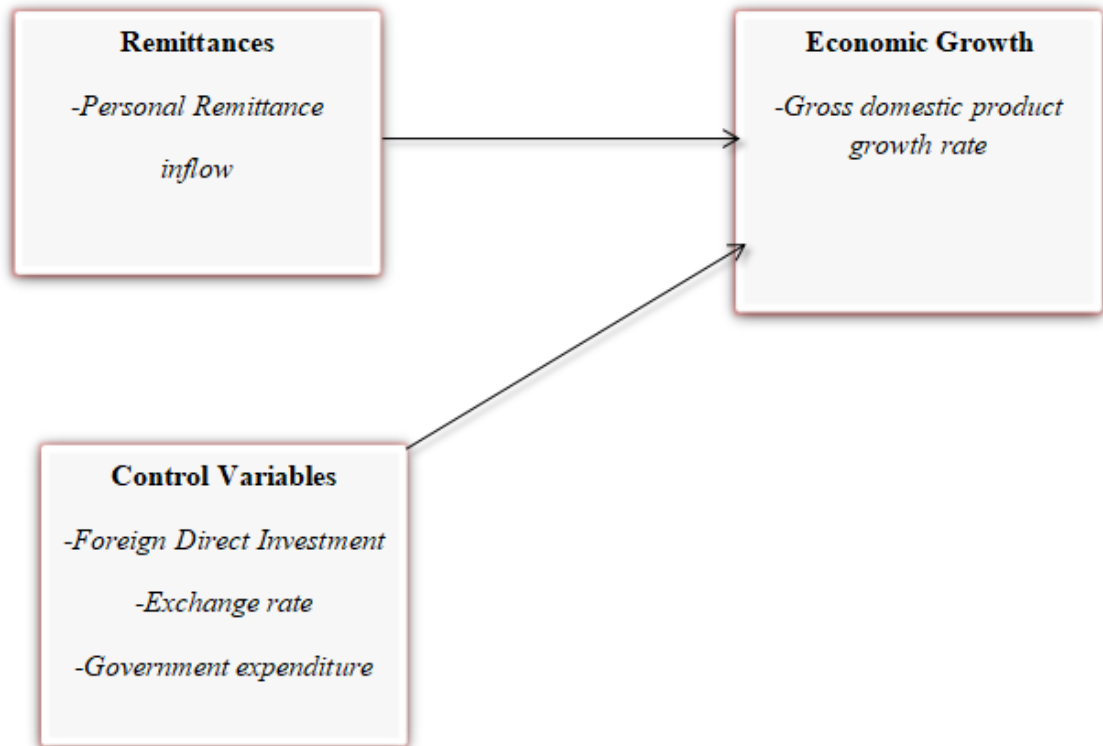 Remittances
-Personal Remittance
inflow
Economic Growth
-Gross domestic product
growth rate
Control Variables
-Foreign Direct Investment
-Exchange rate
-Government expenditure